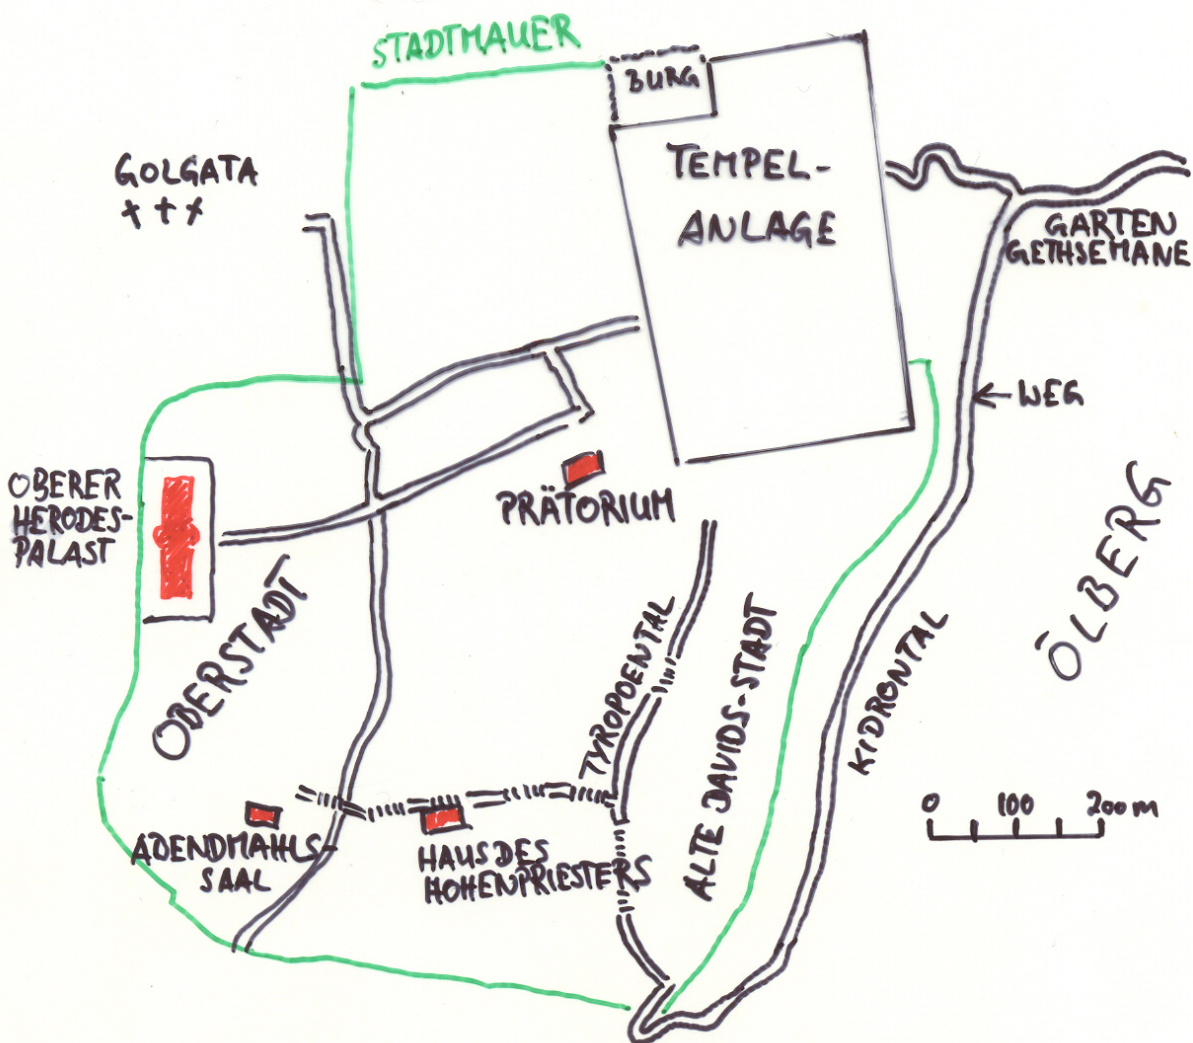 STADTMAUER
BURG
GOLGATA
TEMPEL-
ANLAGE
GARTEN
GETHSEMANE
WEG
OBERER
HERODES-
PALAST
PRÄTORIUM
ÖLBERG
OBERSTADT
TYROPOENTAL
ALTE DAVIDS-STADT
KIDRONTAL
0 100 200m
ABENDMAHLS-
SAAL
HAUS DES
HOHENPRIESTERS